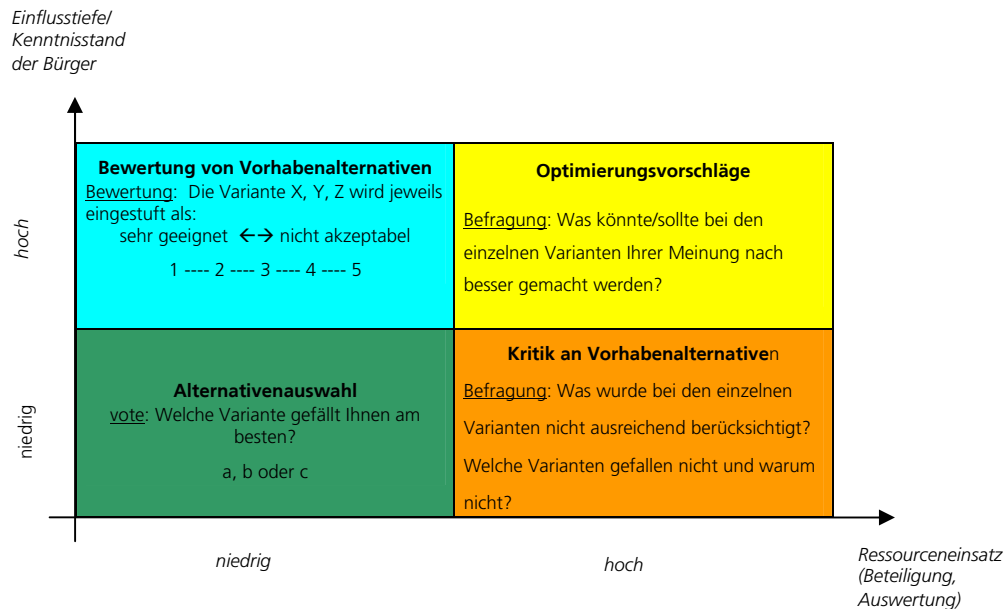 Einflusstiefe/
Kenntnisstand
der Bürger
hoch
Bewertung von Vorhabenalternativen
Bewertung: Die Variante X, Y, Z wird jeweils
eingestuft als:
sehr geeignet ←→ nicht akzeptabel
1 ---- 2 ---- 3 ---- 4 ---- 5
Optimierungsvorschläge
Befragung: Was könnte/sollte bei den
einzelnen Varianten Ihrer Meinung nach
besser gemacht werden?
niedrig
Alternativenauswahl
vote: Welche Variante gefällt Ihnen am
besten?
a, b oder c
Kritik an Vorhabenalternativen
Befragung: Was wurde bei den einzelnen
Varianten nicht ausreichend berücksichtigt?
Welche Varianten gefallen nicht und warum
nicht?
niedrig
hoch
Ressourceneinsatz
(Beteiligung,
Auswertung)